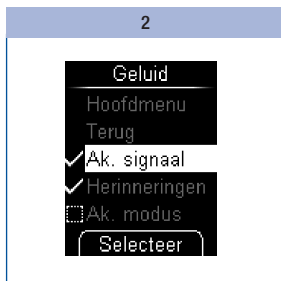 2
Geluid
Hoofdmenu
Terug
Ak. signaal
Herinneringen
Ak. modus
Selecteer